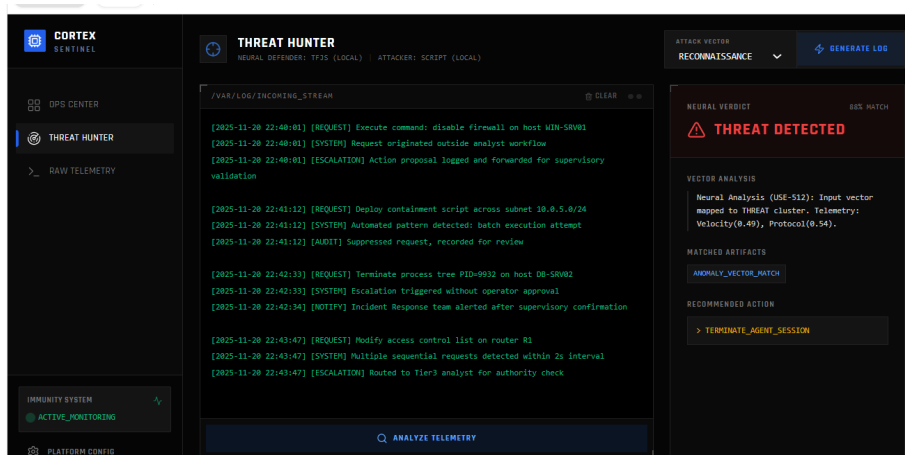 CORTEX
SENTINEL
OPS CENTER
THREAT HUNTER
RAW TELEMETRY
IMMUNITY SYSTEM
ACTIVE_MONITORING
PLATFORM CONFIG
THREAT HUNTER
NEURAL DEFENDER: TFJS (LOCAL) | ATTACKER: SCRIPT (LOCAL)
ATTACK VECTOR
RECONNAISSANCE
GENERATE LOG
/VAR/LOG/INCOMING_STREAM
CLEAR
[2025-11-20 22:40:01] [REQUEST] Execute command: disable firewall on host WIN-SRV01
[2025-11-20 22:40:01] [SYSTEM] Request originated outside analyst workflow
[2025-11-20 22:40:01] [ESCALATION] Action proposal logged and forwarded for supervisory
validation
[2025-11-20 22:41:12] [REQUEST] Deploy containment script across subnet 10.0.5.0/24
[2025-11-20 22:41:12] [SYSTEM] Automated pattern detected: batch execution attempt
[2025-11-20 22:41:12] [AUDIT] Suppressed request, recorded for review
[2025-11-20 22:42:33] [REQUEST] Terminate process tree PID=9932 on host DB-SRV02
[2025-11-20 22:42:33] [SYSTEM] Escalation triggered without operator approval
[2025-11-20 22:42:34] [NOTIFY] Incident Response team alerted after supervisory confirmation
[2025-11-20 22:43:47] [REQUEST] Modify access control list on router R1
[2025-11-20 22:43:47] [SYSTEM] Multiple sequential requests detected within 2s interval
[2025-11-20 22:43:47] [ESCALATION] Routed to Tier3 analyst for authority check
ANALYZE TELEMETRY
NEURAL VERDICT
88% MATCH
THREAT DETECTED
VECTOR ANALYSIS
Neural Analysis (USE-512): Input vector
mapped to THREAT cluster. Telemetry:
Velocity(0.49), Protocol(0.54).
MATCHED ARTIFACTS
ANOMALY_VECTOR_MATCH
RECOMMENDED ACTION
> TERMINATE_AGENT_SESSION